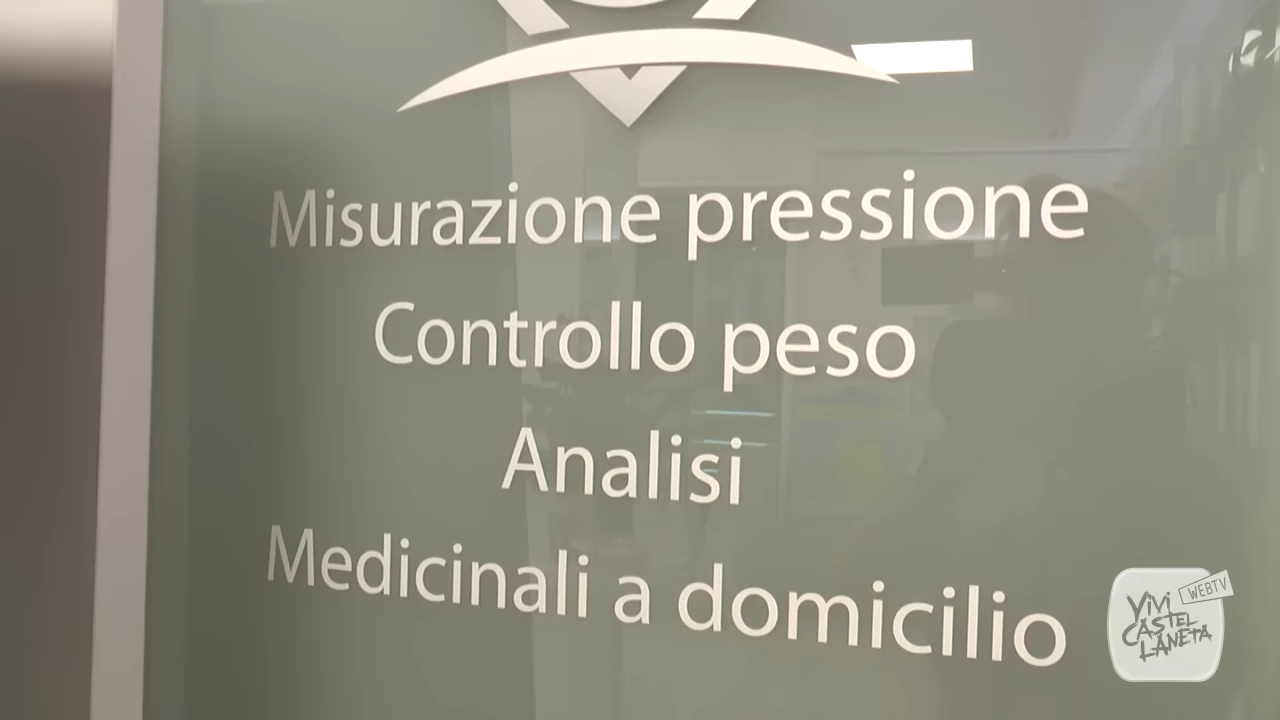 Misurazione pressione
Controllo peso
Analisi
Medicinali a domicilio
ViVi
CASTEL
LANETA
WEBTV